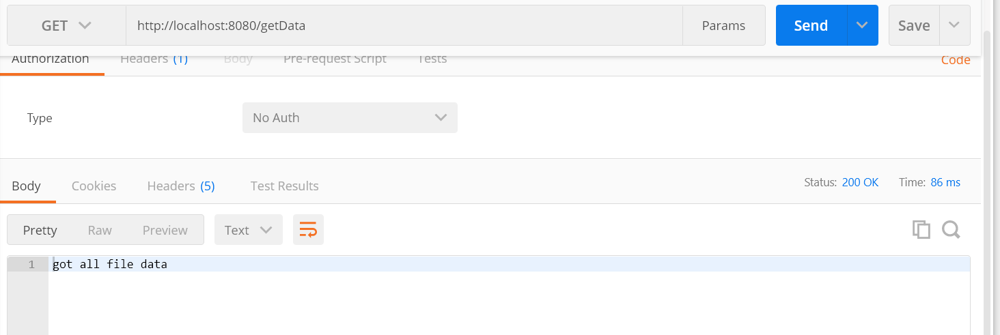 GET http://localhost:8080/getData Params Send Save
Authorization Headers (1) Body Pre-request Script Tests Code
Type No Auth
Body Cookies Headers (5) Test Results Status: 200 OK Time: 86 ms
Pretty Raw Preview Text
1 got all file data